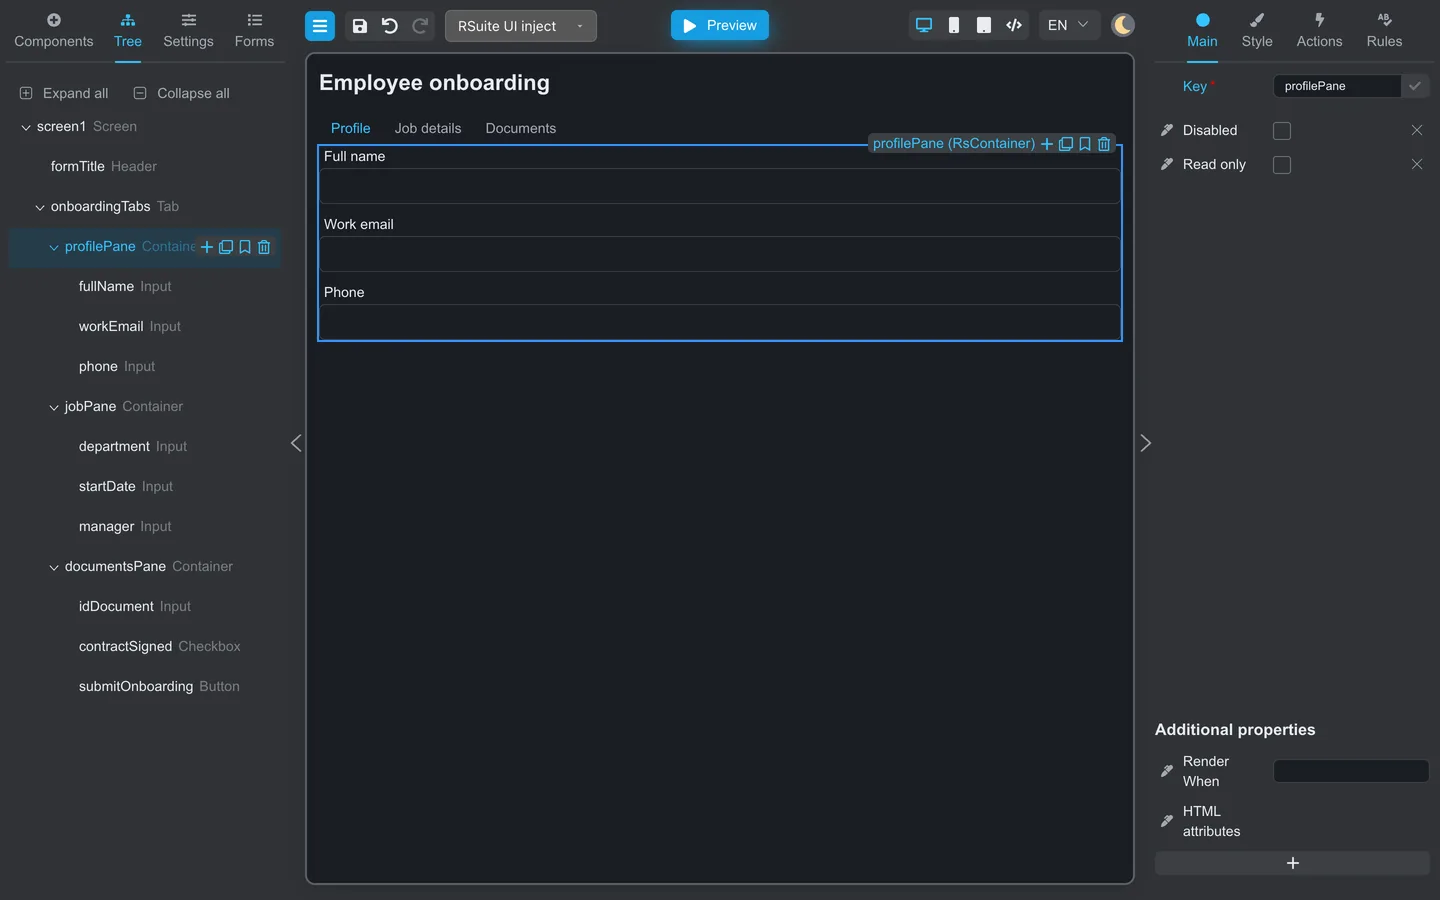 Components
Tree
Settings
Forms
RSuite UI inject
Preview
EN
Main
Style
Actions
Rules
Expand all
Collapse all
screen1 Screen
formTitle Header
onboardingTabs Tab
profilePane Containe
fullName Input
workEmail Input
phone Input
jobPane Container
department Input
startDate Input
manager Input
documentsPane Container
idDocument Input
contractSigned Checkbox
submitOnboarding Button
Employee onboarding
Profile
Job details
Documents
profilePane (RsContainer)
Full name
Work email
Phone
Key*
profilePane
Disabled
Read only
Additional properties
Render
When
HTML
attributes